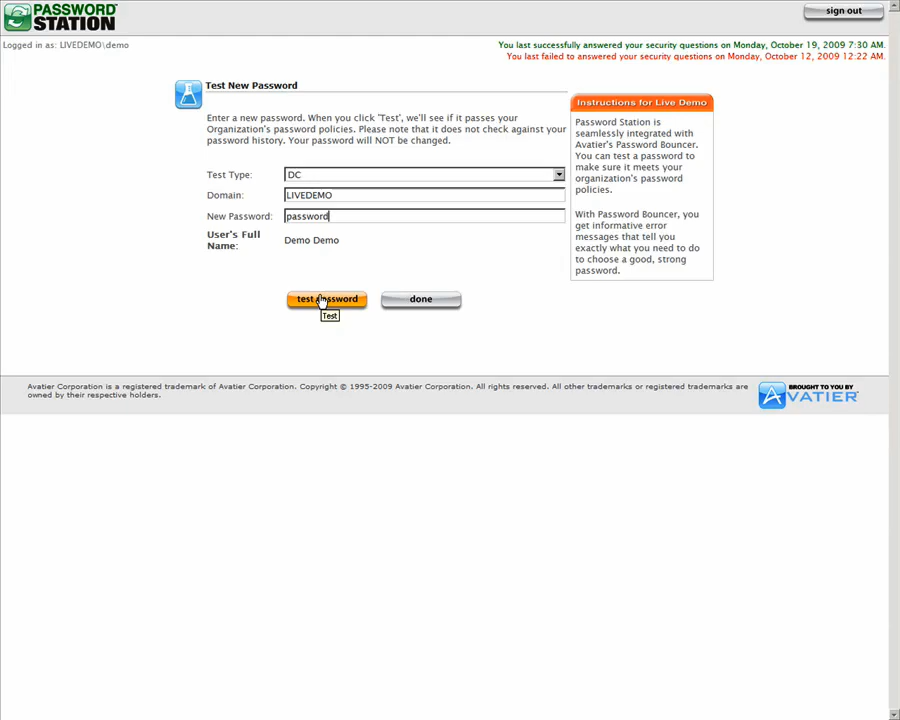 PASSWORD
STATION
sign out
Logged in as: LIVEDEMO\demo
You last successfully answered your security questions on Monday, October 19, 2009 7:30 AM.
You last failed to answered your security questions on Monday, October 12, 2009 12:22 AM.
Test New Password
Enter a new password. When you click 'Test', we'll see if it passes your
Organization's password policies. Please note that it does not check against your
password history. Your password will NOT be changed.
Test Type:
DC
Domain:
LIVEDEMO
New Password:
password
User's Full
Name:
Demo Demo
test password
done
Test
Instructions for Live Demo
Password Station is
seamlessly integrated with
Avatier's Password Bouncer.
You can test a password to
make sure it meets your
organization's password
policies.
With Password Bouncer, you
get informative error
messages that tell you
exactly what you need to do
to choose a good, strong
password.
Avatier Corporation is a registered trademark of Avatier Corporation. Copyright © 1995-2009 Avatier Corporation. All rights reserved. All other trademarks or registered trademarks are
owned by their respective holders.
BROUGHT TO YOU BY
AVATIER